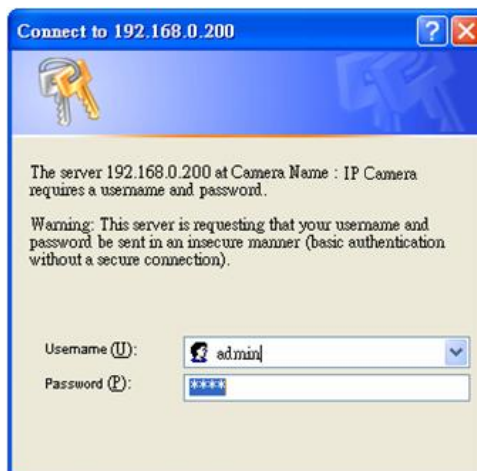 Connect to 192.168.0.200
?
The server 192.168.0.200 at Camera Name : IP Camera
requires a username and password.
Warning: This server is requesting that your username and
password be sent in an insecure manner (basic authentication
without a secure connection).
Username (U): admin
Password (P): ****